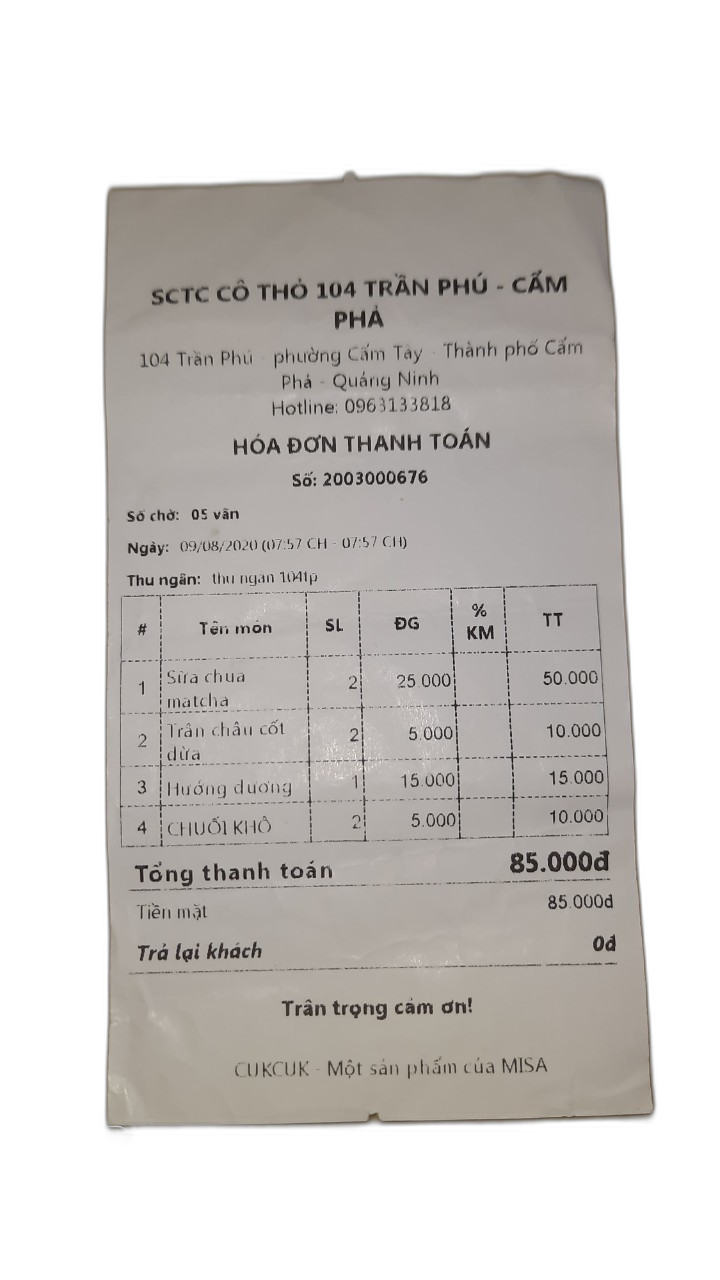 SCTC CÔ THỎ 104 TRẦN PHÚ - CẨM
PHẢ
104 Trần Phú - phường Cẩm Tây - Thành phố Cẩm
Phả - Quảng Ninh
Hotline: 0963133818
HÓA ĐƠN THANH TOÁN
Số: 2003000676
Số chờ: 05 vân
Ngày: 09/08/2020 (07:57 CH - 07:57 CH)
Thu ngân: thu ngan 104tp
# Tên món SL ĐG % KM TT
1 Sữa chua matcha 2 25.000 50.000
2 Trân châu cốt dừa 2 5.000 10.000
3 Hướng dương 1 15.000 15.000
4 CHUỐI KHÔ 2 5.000 10.000
Tổng thanh toán 85.000đ
Tiền mặt 85.000đ
Trả lại khách 0đ
Trân trọng cảm ơn!
CUKCUK - Một sản phẩm của MISA